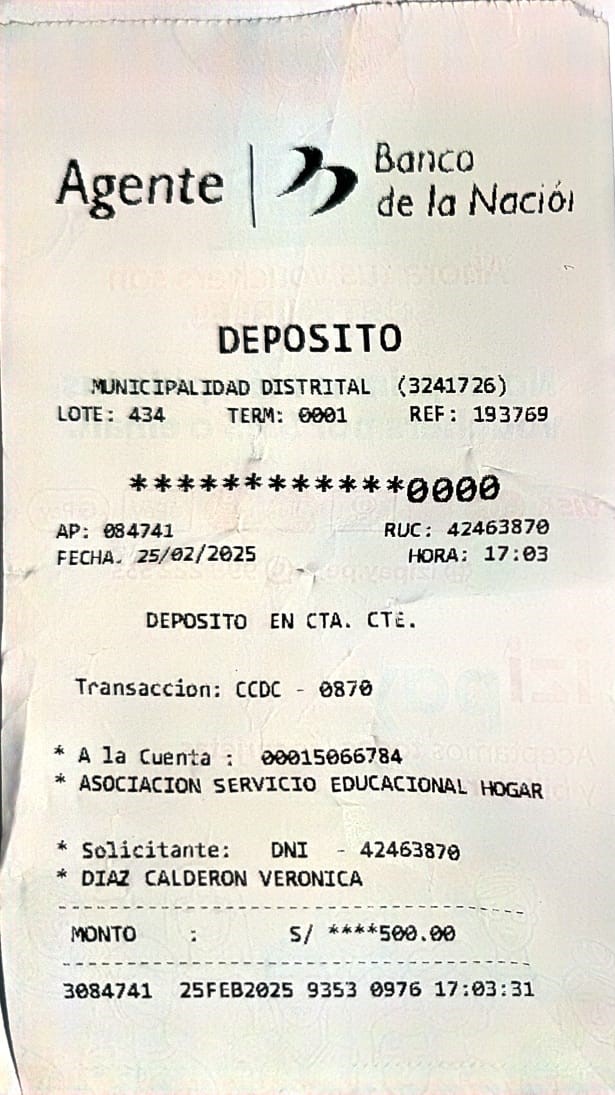 Agente | Banco
de la Nación
DEPOSITO
MUNICIPALIDAD DISTRITAL (3241726)
LOTE: 434 TERM: 0001 REF: 193769
************0000
AP: 084741 RUC: 42463870
FECHA. 25/02/2025 HORA: 17:03
DEPOSITO EN CTA. CTE.
Transaccion: CCDC - 0870
* A la Cuenta : 00015066784
* ASOCIACION SERVICIO EDUCACIONAL HOGAR
* Solicitante: DNI - 42463870
* DIAZ CALDERON VERONICA
MONTO : S/ ****500.00
3084741 25FEB2025 9353 0976 17:03:31